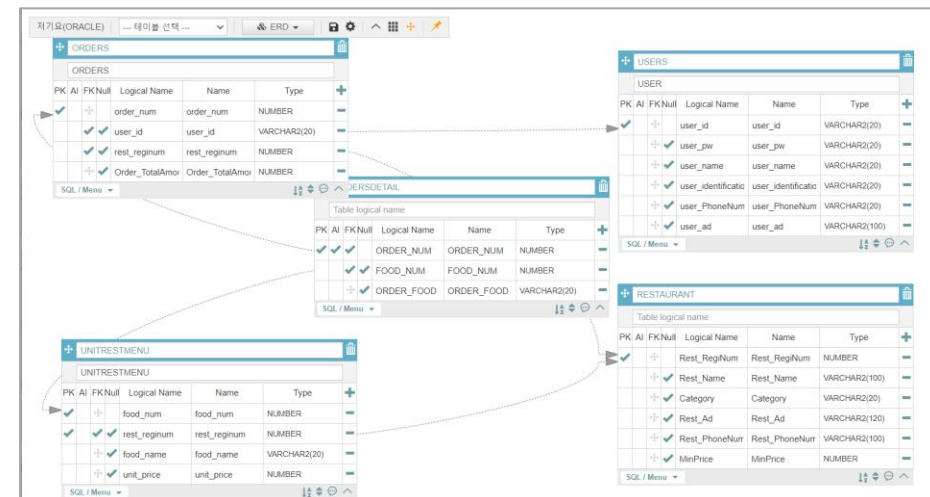 저기요(ORACLE) --- 테이블 선택 --- ERD
ORDERS
ORDERS
PK AI FK Null Logical Name Name Type
order_num order_num NUMBER
user_id user_id VARCHAR2(20)
rest_reginum rest_reginum NUMBER
Order_TotalAmo Order_TotalAmo NUMBER
SQL / Menu
USERS
USER
PK AI FK Null Logical Name Name Type
user_id user_id VARCHAR2(20)
user_pw user_pw VARCHAR2(20)
user_name user_name VARCHAR2(20)
user_identificatic user_identificatic VARCHAR2(20)
user_PhoneNum user_PhoneNum VARCHAR2(20)
user_ad user_ad VARCHAR2(100)
SQL / Menu
DERSDETAIL
Table logical name
PK AI FK Null Logical Name Name Type
ORDER_NUM ORDER_NUM NUMBER
FOOD_NUM FOOD_NUM NUMBER
ORDER_FOOD ORDER_FOOD VARCHAR2(20)
SQL / Menu
RESTAURANT
Table logical name
PK AI FK Null Logical Name Name Type
Rest_RegiNum Rest_RegiNum NUMBER
Rest_Name Rest_Name VARCHAR2(100)
Category Category VARCHAR2(20)
Rest_Ad Rest_Ad VARCHAR2(120)
Rest_PhoneNum Rest_PhoneNum VARCHAR2(100)
MinPrice MinPrice NUMBER
SQL / Menu
UNITRESTMENU
UNITRESTMENU
PK AI FK Null Logical Name Name Type
food_num food_num NUMBER
rest_reginum rest_reginum NUMBER
food_name food_name VARCHAR2(20)
unit_price unit_price NUMBER
SQL / Menu